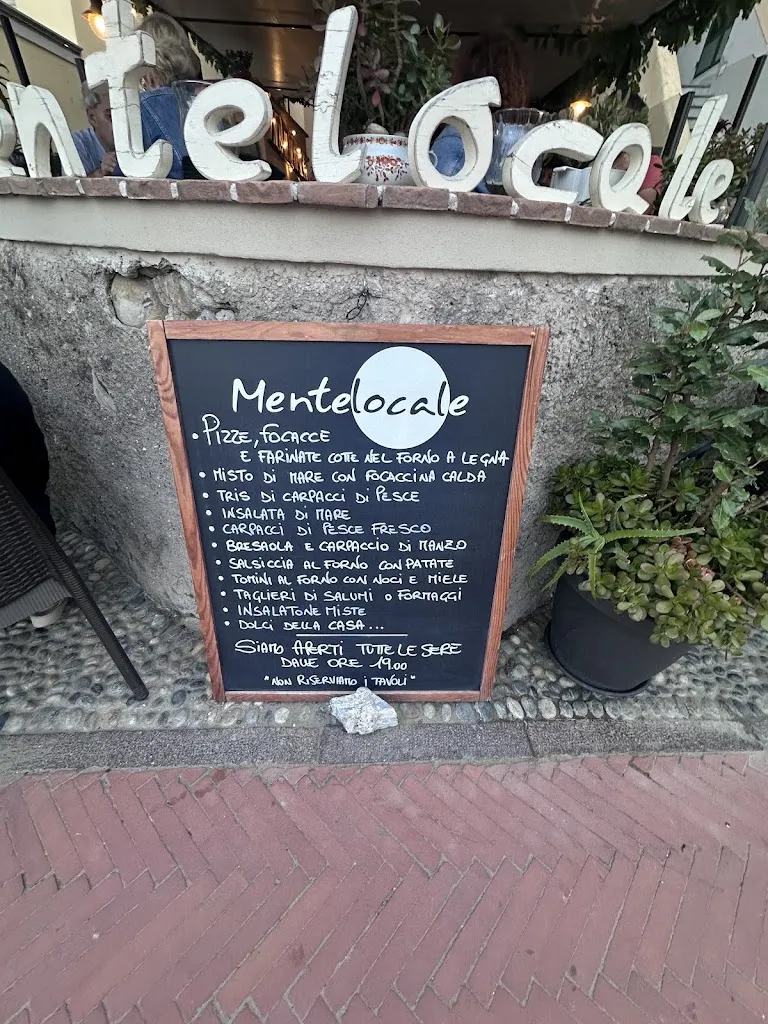 entelocale
Mentelocale
• PIZZE, FOCACCE
E FARINATE COTTE NEL FORNO A LEGNA
• MISTO DI MARE CON FOCACCINA CALDA
• TRIS DI CARPACCI DI PESCE
• INSALATA DI MARE
• CARPACCI DI PESCE FRESCO
• BRESAOLA E CARPACCIO DI MANZO
• SALSICCIA AL FORNO CON PATATE
• TOMINI AL FORNO CON NOCI E MIELE
• TAGLIERI DI SALUMI O FORMAGGI
• INSALATONE MISTE
• DOLCI DELLA CASA...
SIAMO APERTI TUTTE LE SERE
DALLE ORE 19.00
"NON RISERVIAMO i TAVOLI"